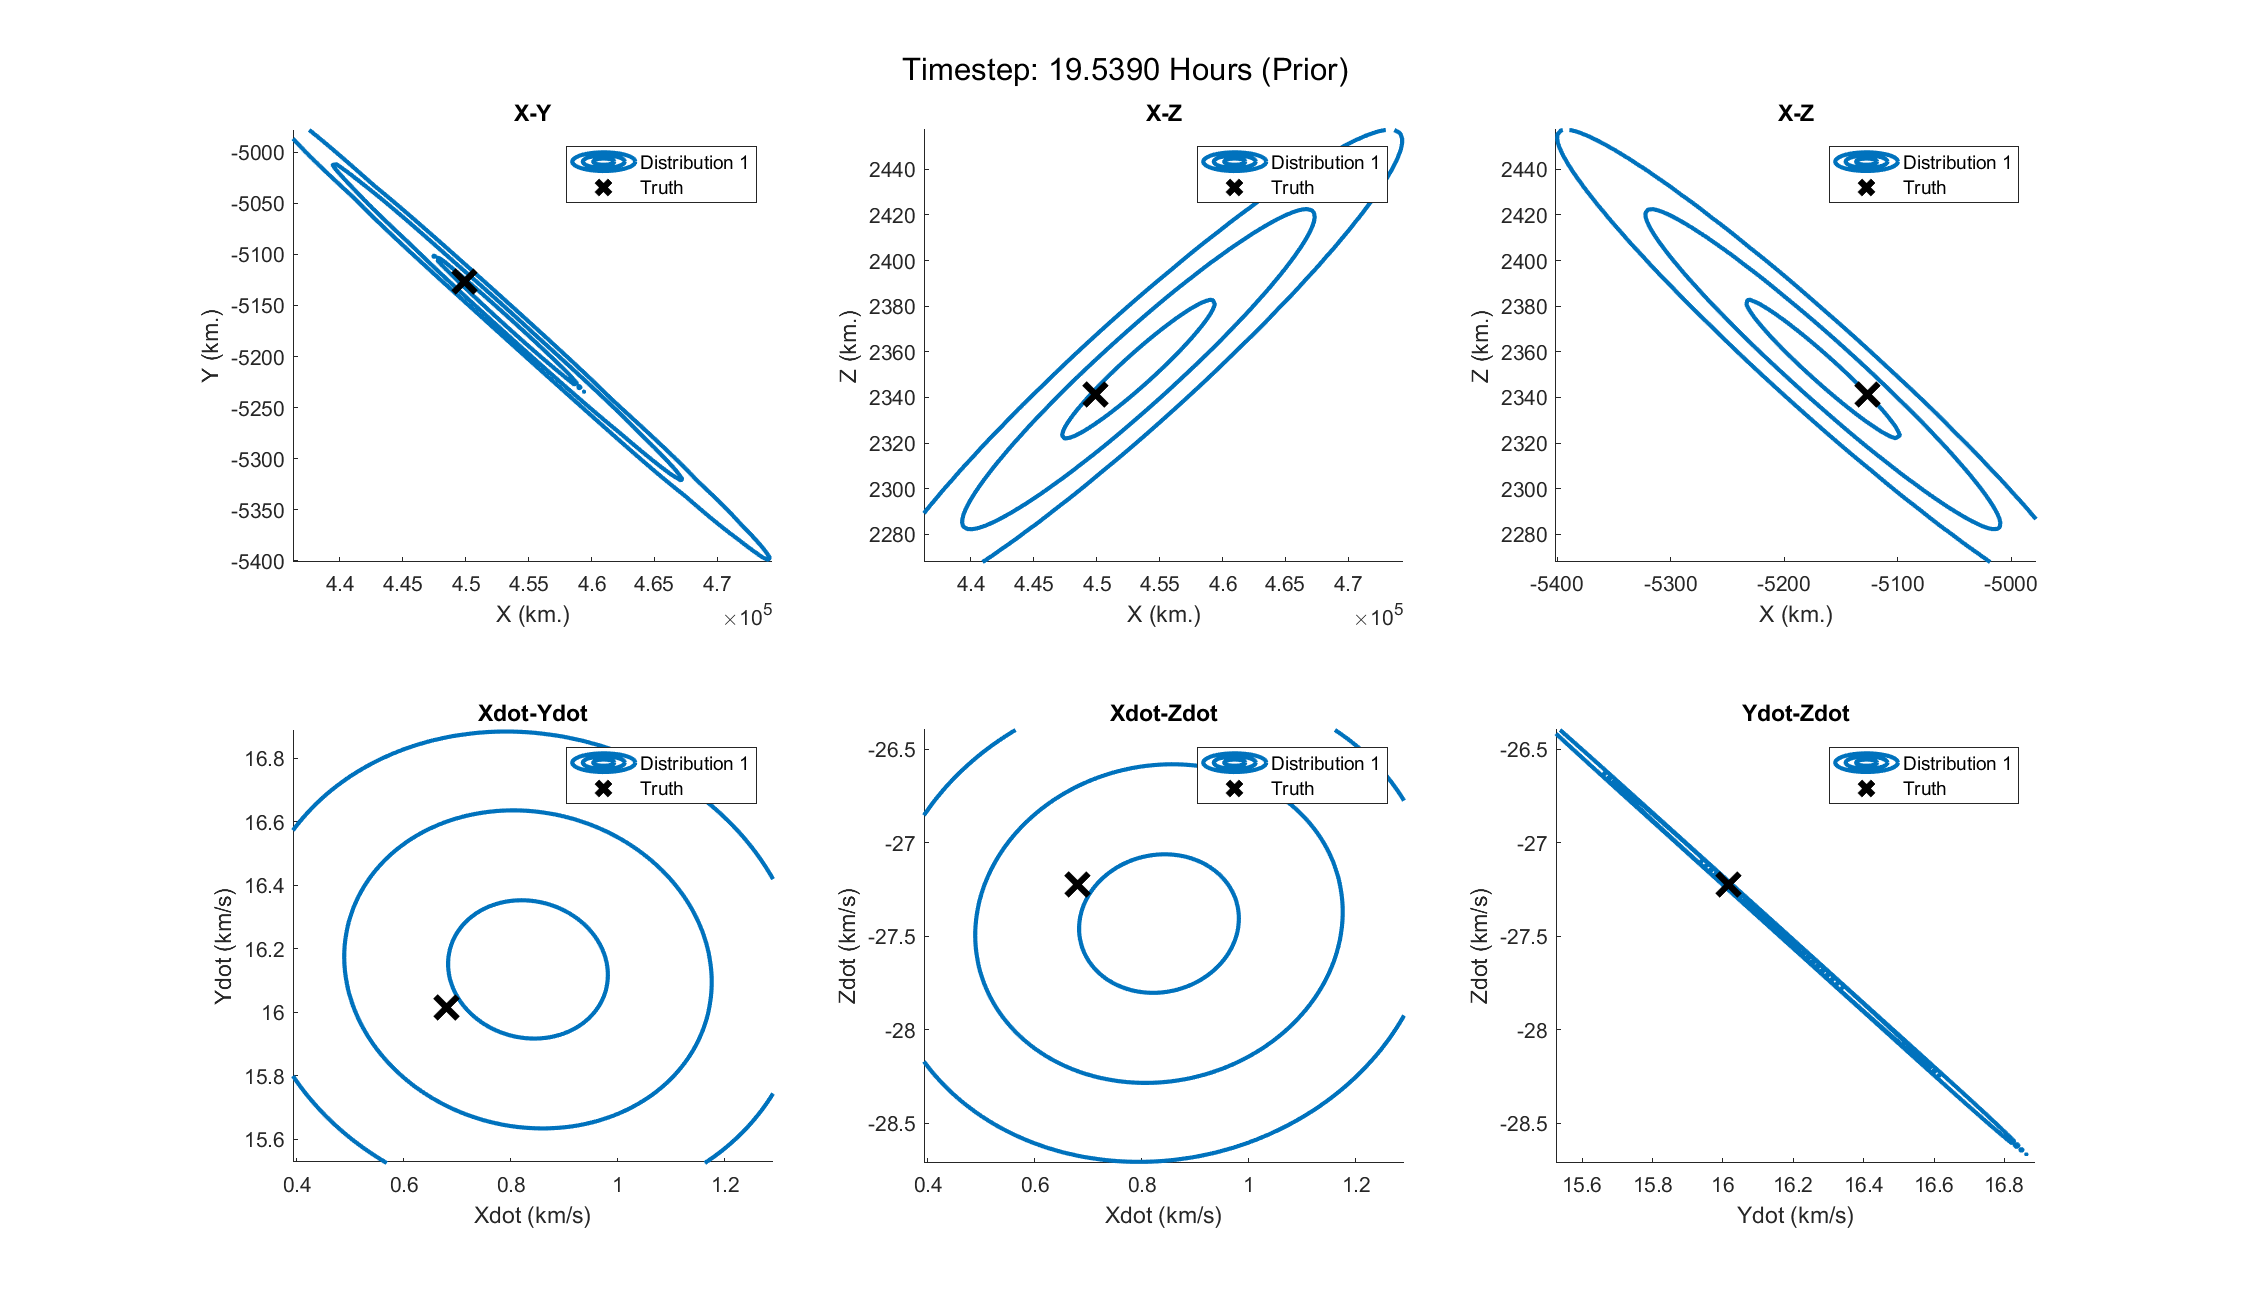 Timestep: 19.5390 Hours (Prior)
X-Y
-5000
-5050
-5100
-5150
-5200
-5250
-5300
-5350
-5400
Y (km.)
4.4 4.45 4.5 4.55 4.6 4.65 4.7
×10^5
X (km.)
Distribution 1
Truth
X-Z
2440
2420
2400
2380
2360
2340
2320
2300
2280
Z (km.)
4.4 4.45 4.5 4.55 4.6 4.65 4.7
×10^5
X (km.)
Distribution 1
Truth
X-Z
2440
2420
2400
2380
2360
2340
2320
2300
2280
Z (km.)
-5400 -5300 -5200 -5100 -5000
X (km.)
Distribution 1
Truth
Xdot-Ydot
16.8
16.6
16.4
16.2
16
15.8
15.6
Ydot (km/s)
0.4 0.6 0.8 1 1.2
Xdot (km/s)
Distribution 1
Truth
Xdot-Zdot
-26.5
-27
-27.5
-28
-28.5
Zdot (km/s)
0.4 0.6 0.8 1 1.2
Xdot (km/s)
Distribution 1
Truth
Ydot-Zdot
-26.5
-27
-27.5
-28
-28.5
Zdot (km/s)
15.6 15.8 16 16.2 16.4 16.6 16.8
Ydot (km/s)
Distribution 1
Truth